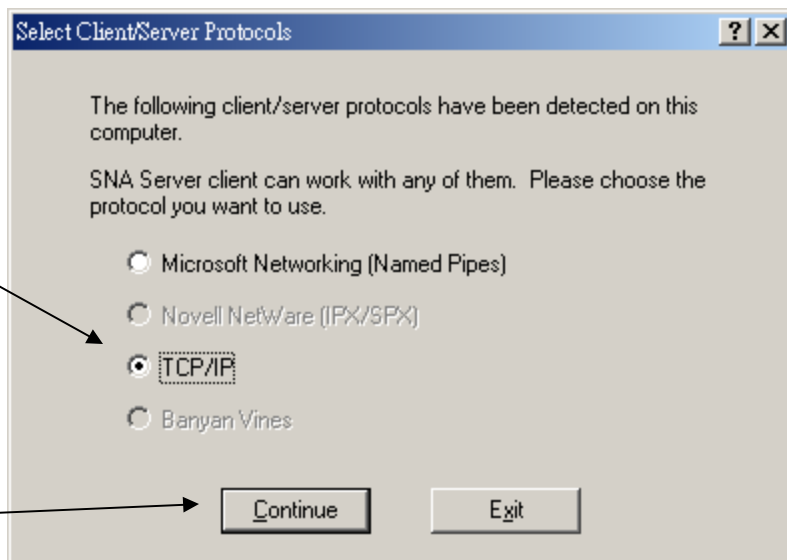 Select Client/Server Protocols
The following client/server protocols have been detected on this
computer.
SNA Server client can work with any of them.  Please choose the
protocol you want to use.
Microsoft Networking (Named Pipes)
Novell NetWare (IPX/SPX)
TCP/IP
Banyan Vines
Continue
Exit